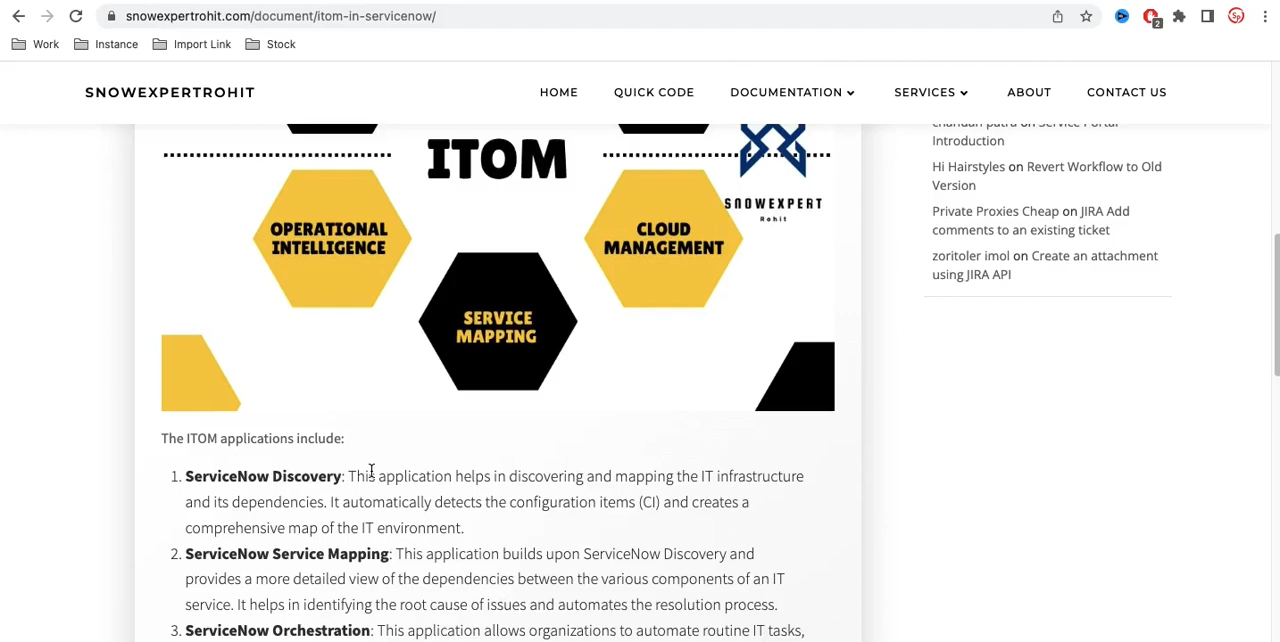 snowexpertrohit.com/document/itom-in-servicenow/
2
Sp
Work Instance Import Link Stock
SNOWEXPERTROHIT
HOME QUICK CODE DOCUMENTATION SERVICES ABOUT CONTACT US
ITOM
OPERATIONAL
INTELLIGENCE
CLOUD
MANAGEMENT
SERVICE
MAPPING
SNOWEXPERT
Rohit
The ITOM applications include:
1. ServiceNow Discovery: This application helps in discovering and mapping the IT infrastructure
and its dependencies. It automatically detects the configuration items (CI) and creates a
comprehensive map of the IT environment.
2. ServiceNow Service Mapping: This application builds upon ServiceNow Discovery and
provides a more detailed view of the dependencies between the various components of an IT
service. It helps in identifying the root cause of issues and automates the resolution process.
3. ServiceNow Orchestration: This application allows organizations to automate routine IT tasks,
chandan patra on Service Portal
Introduction
Hi Hairstyles on Revert Workflow to Old
Version
Private Proxies Cheap on JIRA Add
comments to an existing ticket
zoritoler imol on Create an attachment
using JIRA API